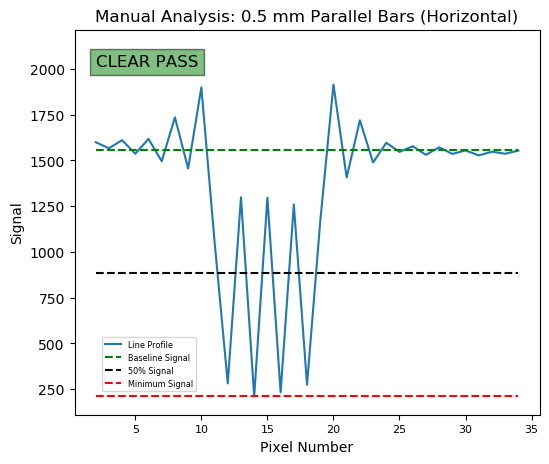 Manual Analysis: 0.5 mm Parallel Bars (Horizontal)
CLEAR PASS
2000
1750
1500
1250
1000
750
500
250
Signal
Line Profile
Baseline Signal
50% Signal
Minimum Signal
5 10 15 20 25 30 35
Pixel Number